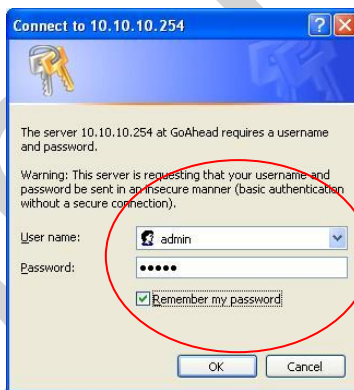 Connect to 10.10.10.254
The server 10.10.10.254 at GoAhead requires a username
and password.
Warning: This server is requesting that your username and
password be sent in an insecure manner (basic authentication
without a secure connection).
User name:
admin
Password:
•••••
Remember my password
OK
Cancel